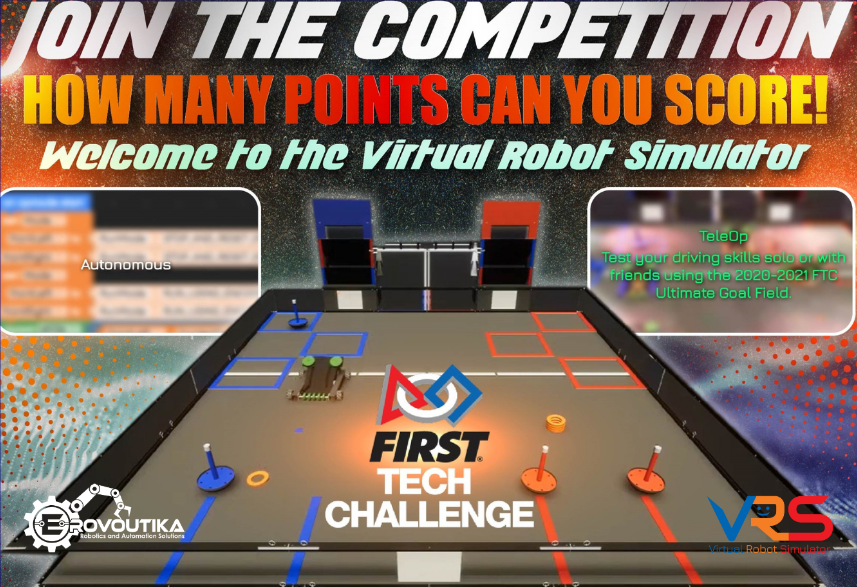 JOIN THE COMPETITION
HOW MANY POINTS CAN YOU SCORE!
Welcome to the Virtual Robot Simulator
Autonomous
TeleOp
Test your driving skills solo or with
friends using the 2020-2021 FTC
Ultimate Goal Field.
FIRST
TECH
CHALLENGE
EROVOUTIKA
Robotics and Automation Solutions
VRS
Virtual Robot Simulator